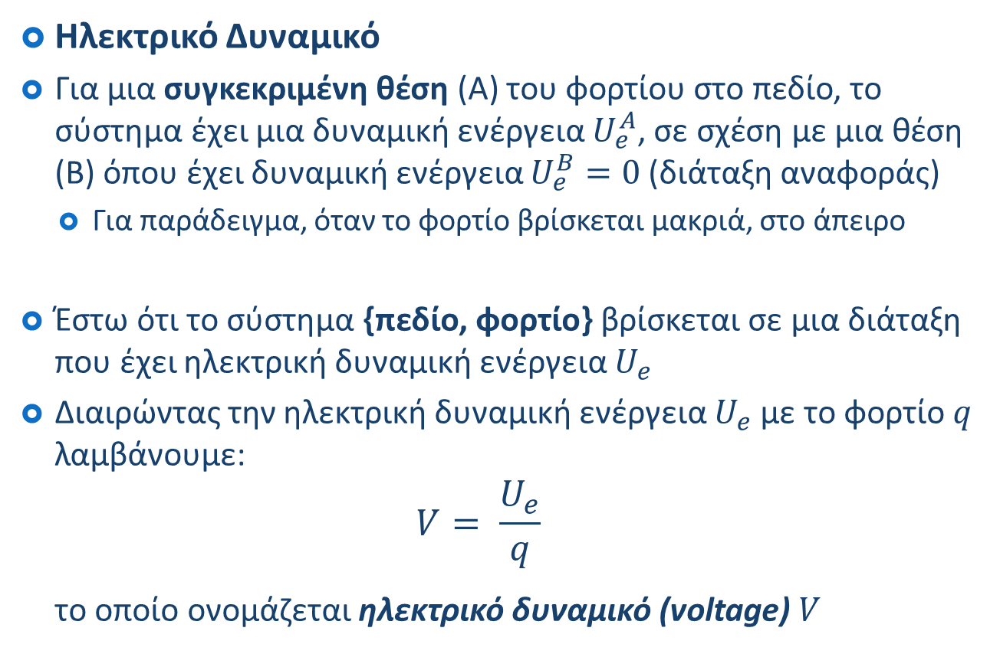 Ηλεκτρικό Δυναμικό
Για μια συγκεκριμένη θέση (Α) του φορτίου στο πεδίο, το
σύστημα έχει μια δυναμική ενέργεια $U_e^A$, σε σχέση με μια θέση
(Β) όπου έχει δυναμική ενέργεια $U_e^B = 0$ (διάταξη αναφοράς)
Για παράδειγμα, όταν το φορτίο βρίσκεται μακριά, στο άπειρο
Έστω ότι το σύστημα {πεδίο, φορτίο} βρίσκεται σε μια διάταξη
που έχει ηλεκτρική δυναμική ενέργεια $U_e$
Διαιρώντας την ηλεκτρική δυναμική ενέργεια $U_e$ με το φορτίο $q$
λαμβάνουμε:
$V = \frac{U_e}{q}$
το οποίο ονομάζεται ηλεκτρικό δυναμικό (voltage) $V$